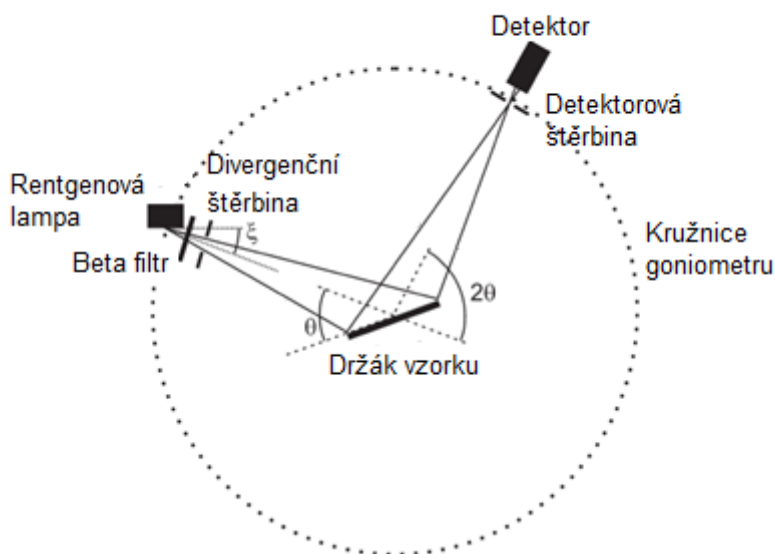 Detektor
Detektorová
štěrbina
Divergenční
štěrbina
Rentgenová
lampa
ξ
Beta filtr
Kružnice
goniometru
2θ
θ
Držák vzorku